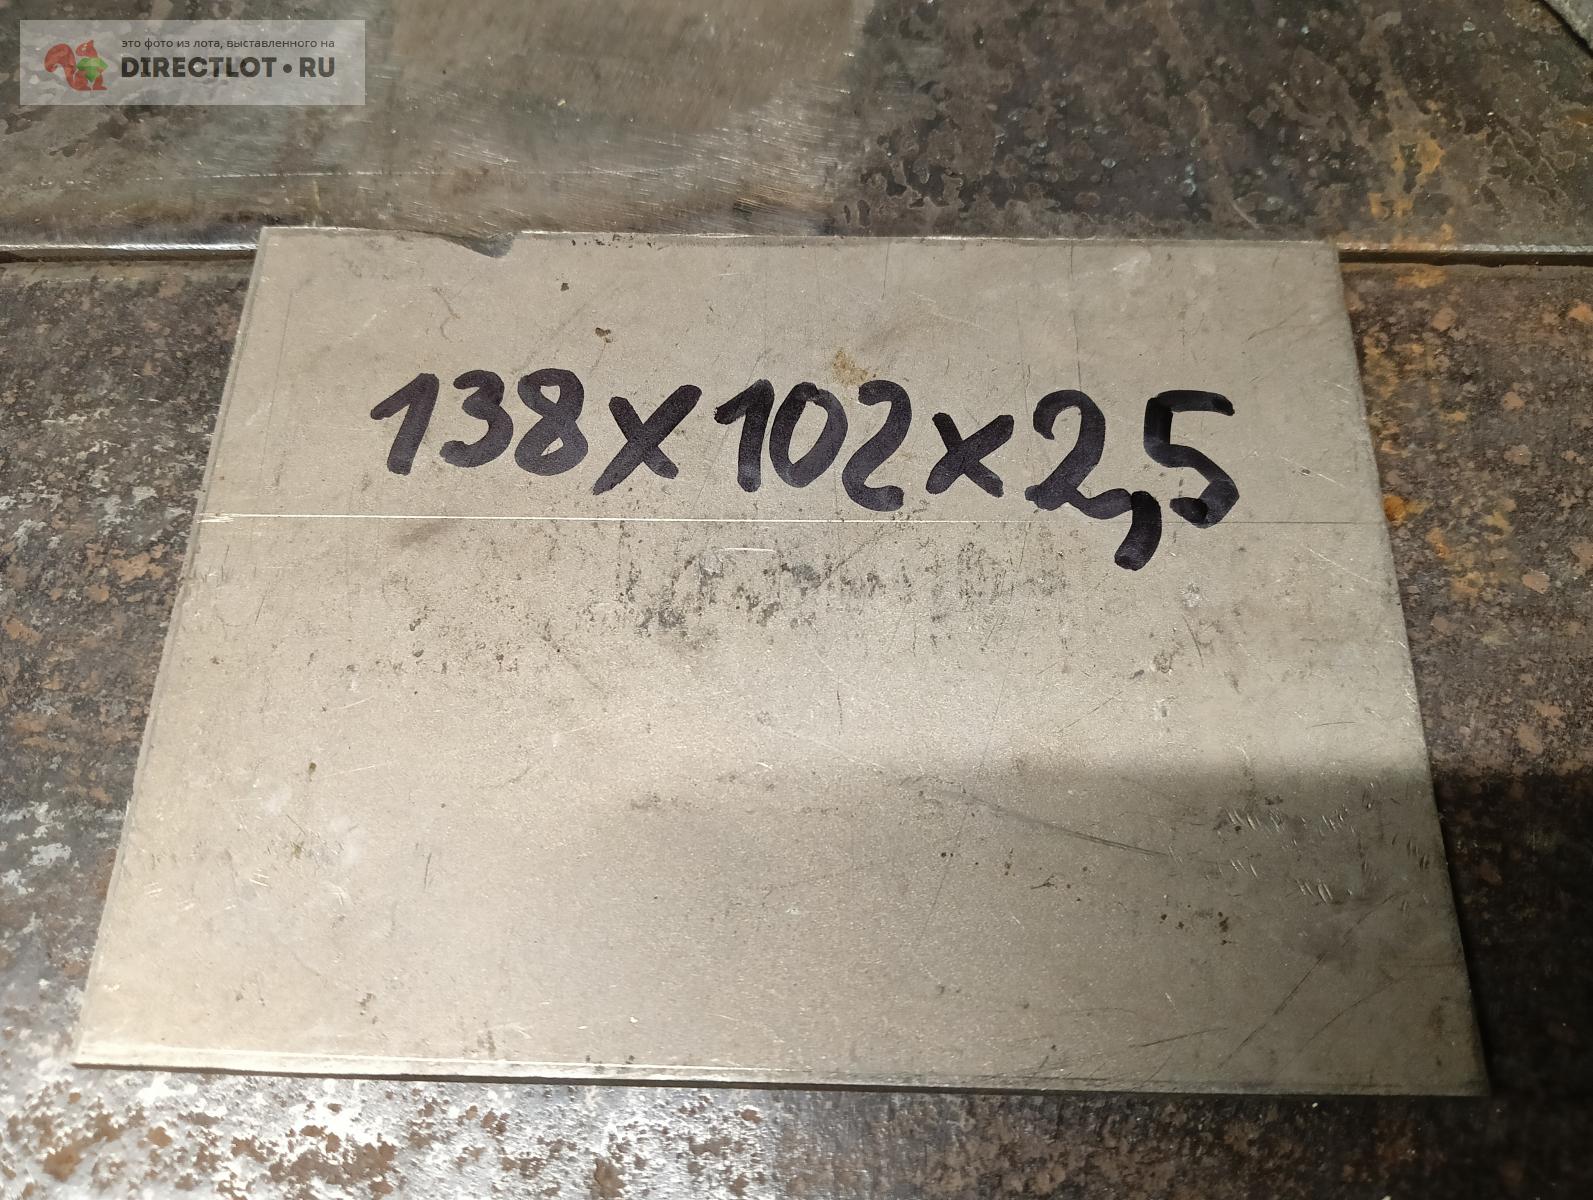 это фото из лота, выставленного на
DIRECTLOT•RU
138x102x2,5